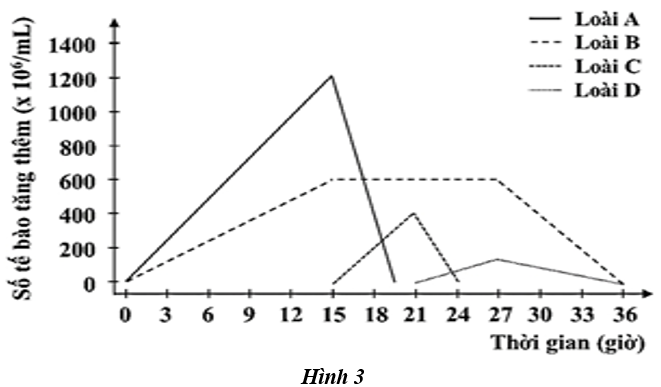 Số tế bào tăng thêm (x 10⁶/mL)
1400
1200
1000
800
600
400
200
0
Loài A
Loài B
Loài C
Loài D
0 3 6 9 12 15 18 21 24 27 30 33 36
Thời gian (giờ)
Hình 3